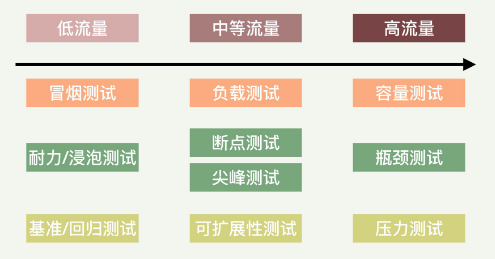 低流量
中等流量
高流量
冒烟测试
负载测试
容量测试
断点测试
耐力/浸泡测试
瓶颈测试
尖峰测试
基准/回归测试
可扩展性测试
压力测试